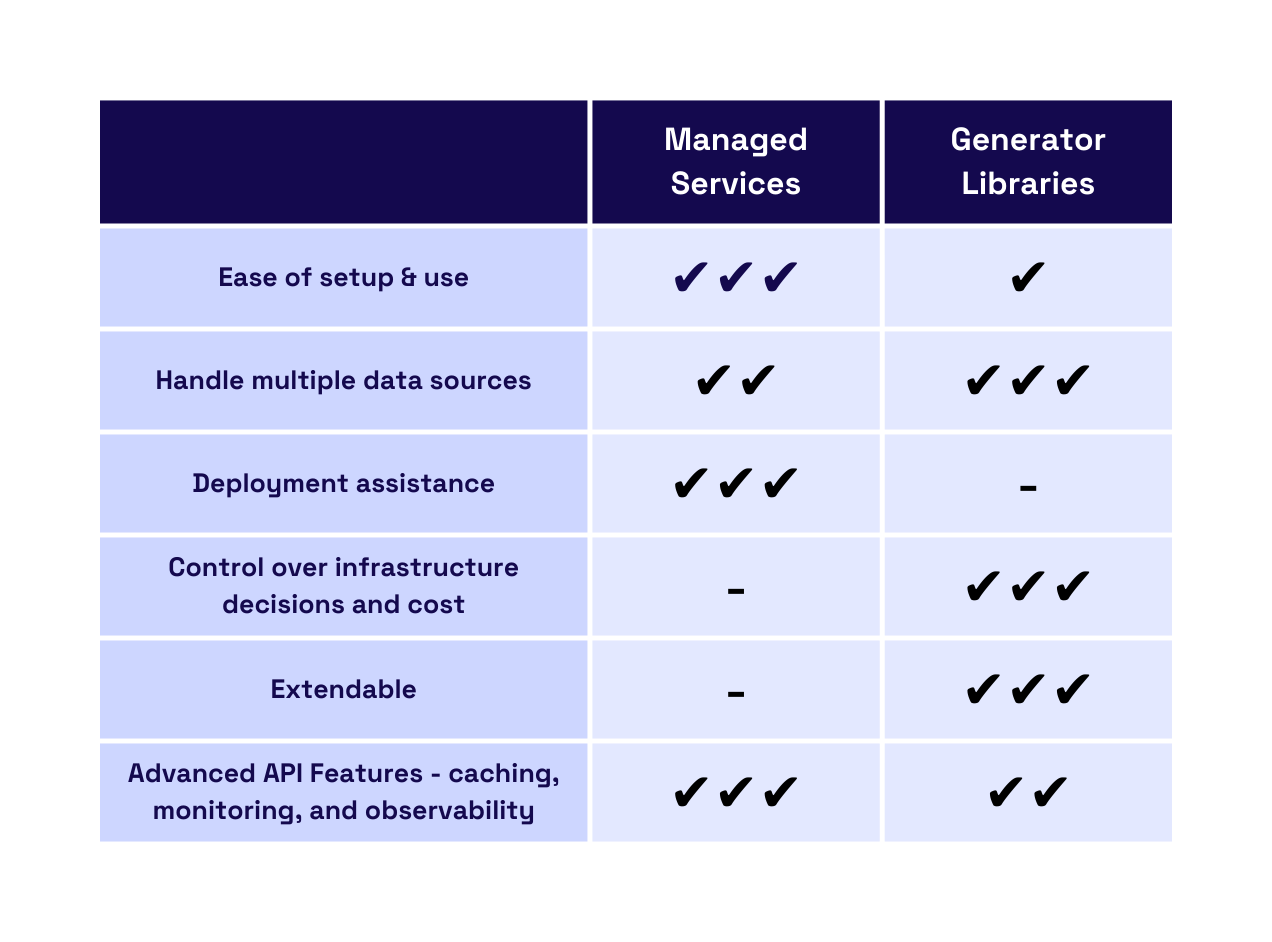 Managed
Services
Generator
Libraries
Ease of setup & use
✔✔✔
✔
Handle multiple data sources
✔✔
✔✔✔
Deployment assistance
✔✔✔
-
Control over infrastructure
decisions and cost
-
✔✔✔
Extendable
-
✔✔✔
Advanced API Features - caching,
monitoring, and observability
✔✔✔
✔✔